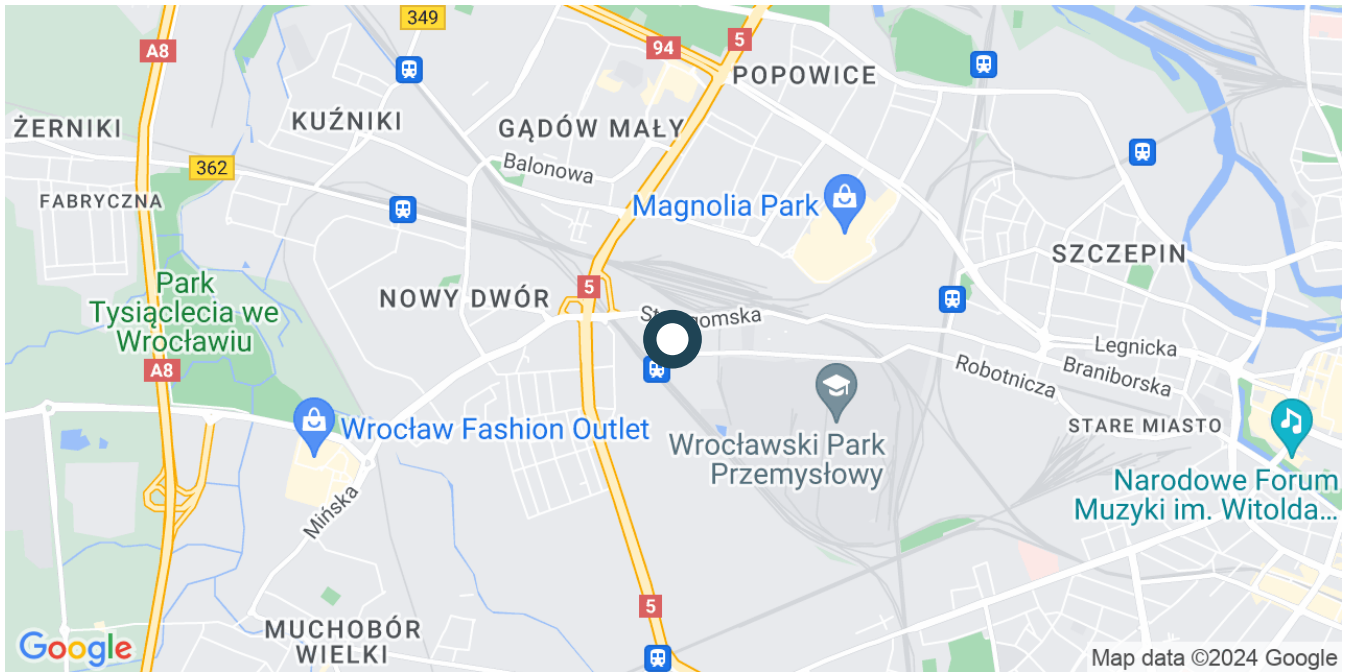 349
A8
94
5
POPOWICE
ŻERNIKI
KUŹNIKI
GĄDÓW MAŁY
362
Balonowa
FABRYCZNA
Magnolia Park
SZCZEPIN
Park
Tysiąclecia we
Wrocławiu
NOWY DWÓR
5
Legnicka
A8
Robotnicza
Braniborska
Wrocław Fashion Outlet
STARE MIASTO
Wrocławski Park
Przemysłowy
Narodowe Forum
Muzyki im. Witolda...
Mińska
5
MUCHOBÓR
WIELKI
Google
Map data ©2024 Google